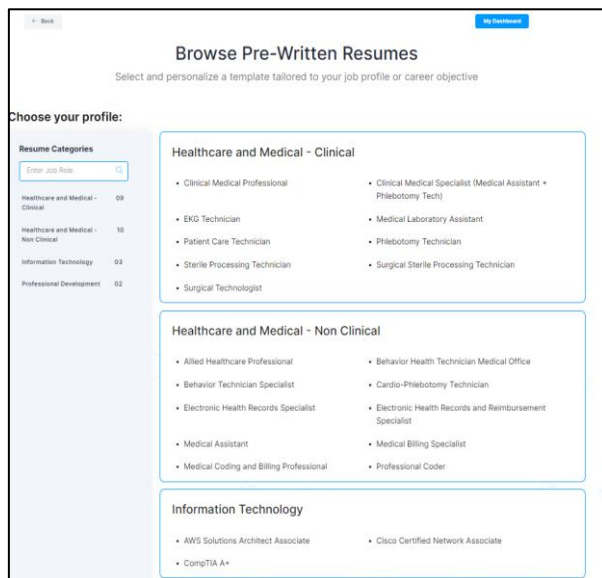 ← Back
My Dashboard
Browse Pre-Written Resumes
Select and personalize a template tailored to your job profile or career objective
Choose your profile:
Resume Categories
Enter Job Role
Healthcare and Medical - 09
Clinical
Healthcare and Medical - 10
Non Clinical
Information Technology 03
Professional Development 02
Healthcare and Medical - Clinical
• Clinical Medical Professional
• Clinical Medical Specialist (Medical Assistant +
Phlebotomy Tech)
• EKG Technician
• Medical Laboratory Assistant
• Patient Care Technician
• Phlebotomy Technician
• Sterile Processing Technician
• Surgical Sterile Processing Technician
• Surgical Technologist
Healthcare and Medical - Non Clinical
• Allied Healthcare Professional
• Behavior Health Technician Medical Office
• Behavior Technician Specialist
• Cardio-Phlebotomy Technician
• Electronic Health Records Specialist
• Electronic Health Records and Reimbursement
Specialist
• Medical Assistant
• Medical Billing Specialist
• Medical Coding and Billing Professional
• Professional Coder
Information Technology
• AWS Solutions Architect Associate
• Cisco Certified Network Associate
• CompTIA A+